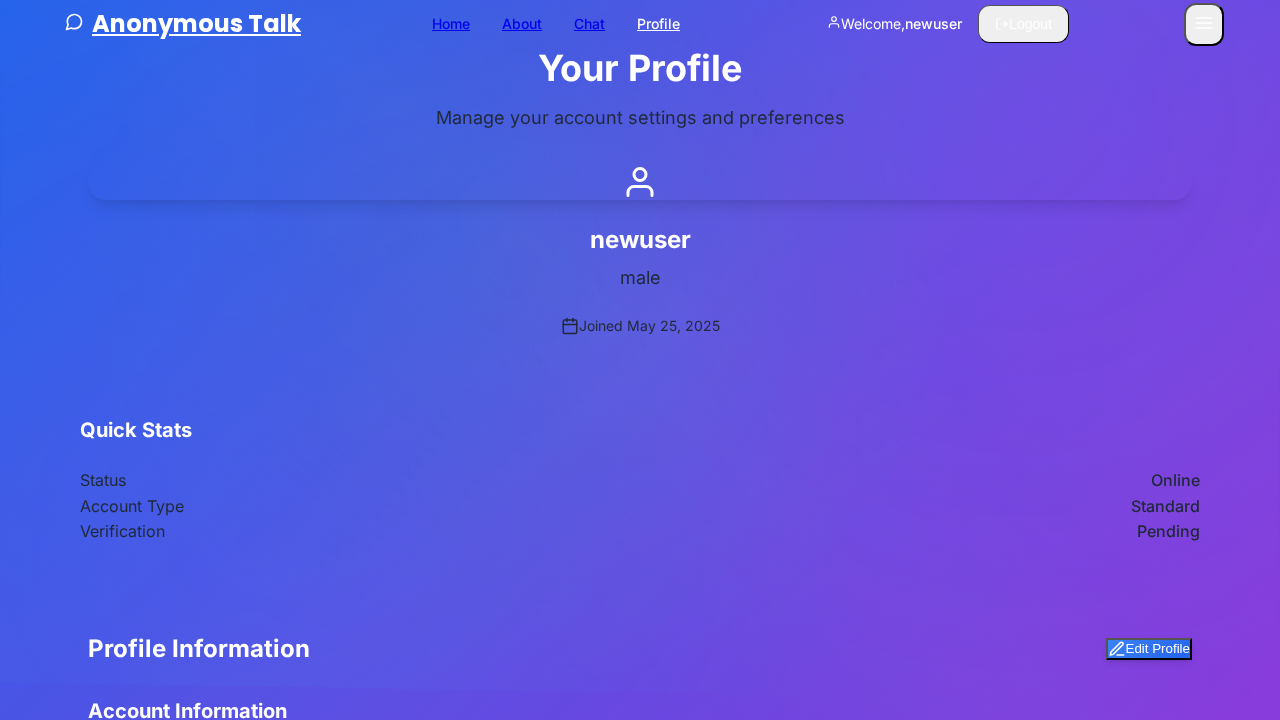 Anonymous Talk
Home About Chat Profile
Welcome,newuser
Logout
Your Profile
Manage your account settings and preferences
newuser
male
Joined May 25, 2025
Quick Stats
Status Online
Account Type Standard
Verification Pending
Profile Information
Edit Profile
Account Information